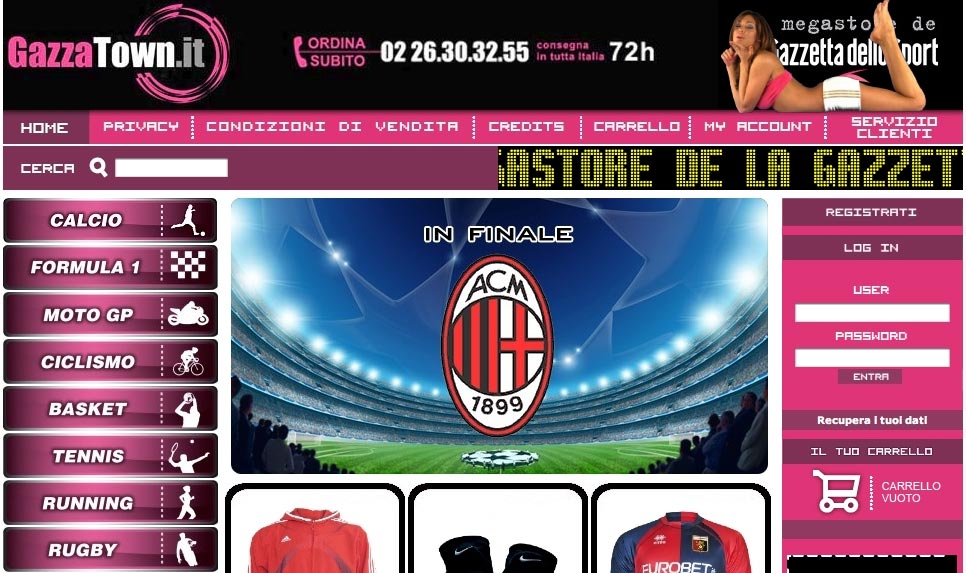 GazzaTown.it
ORDINA SUBITO
02 26.30.32.55
consegna in tutta Italia
72h
megastore de
Gazzetta dello Sport
HOME
PRIVACY
CONDIZIONI DI VENDITA
CREDITS
CARRELLO
MY ACCOUNT
SERVIZIO CLIENTI
CERCA
GASTORE DE LA GAZZET
CALCIO
FORMULA 1
MOTO GP
CICLISMO
BASKET
TENNIS
RUNNING
RUGBY
IN FINALE
ACM
1899
adidas
EUROBET.it
REGISTRATI
LOG IN
USER
PASSWORD
ENTRA
Recupera i tuoi dati
IL TUO CARRELLO
CARRELLO
VUOTO